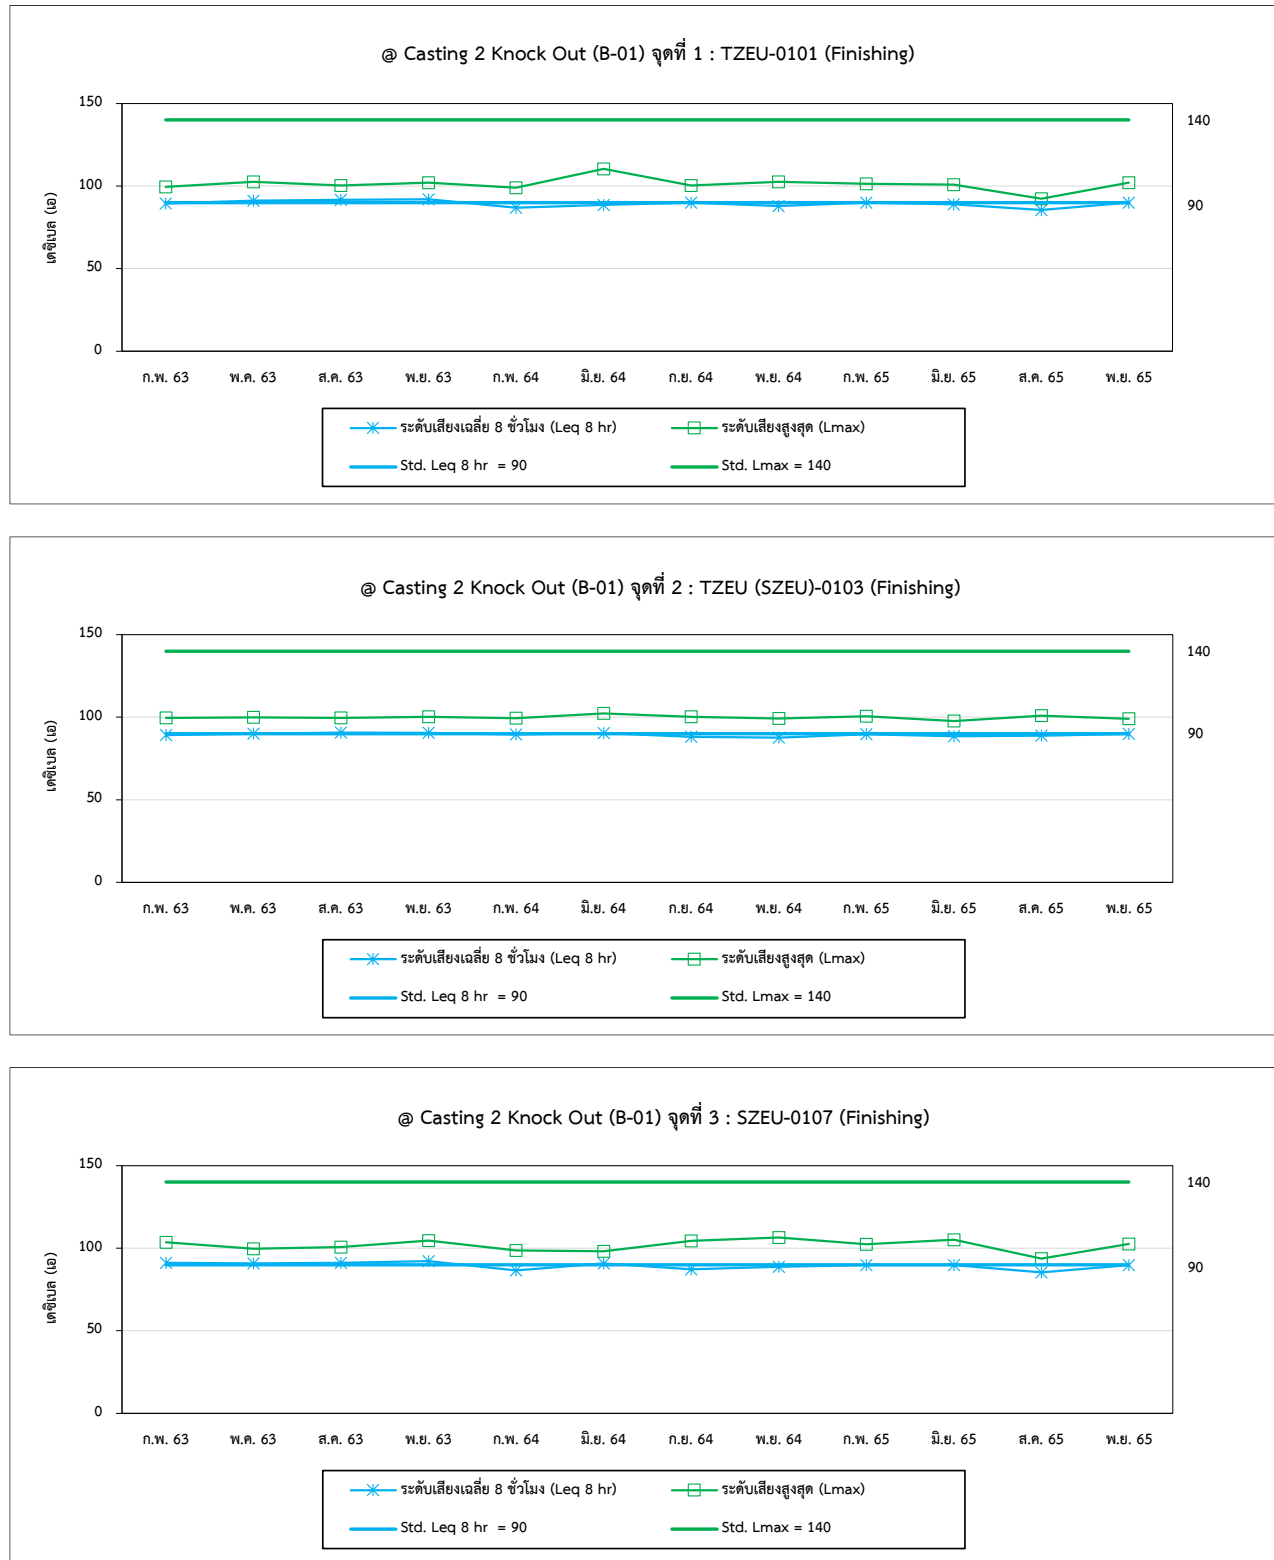 @ Casting 2 Knock Out (B-01) จุดที่ 1 : TZEU-0101 (Finishing)
150
140
100
90
50
0
เดซิเบล (เอ)
ก.พ. 63 พ.ค. 63 ส.ค. 63 พ.ย. 63 ก.พ. 64 มิ.ย. 64 ก.ย. 64 พ.ย. 64 ก.พ. 65 มิ.ย. 65 ส.ค. 65 พ.ย. 65
ระดับเสียงเฉลี่ย 8 ชั่วโมง (Leq 8 hr) ระดับเสียงสูงสุด (Lmax)
Std. Leq 8 hr = 90 Std. Lmax = 140
@ Casting 2 Knock Out (B-01) จุดที่ 2 : TZEU (SZEU)-0103 (Finishing)
150
140
100
90
50
0
เดซิเบล (เอ)
ก.พ. 63 พ.ค. 63 ส.ค. 63 พ.ย. 63 ก.พ. 64 มิ.ย. 64 ก.ย. 64 พ.ย. 64 ก.พ. 65 มิ.ย. 65 ส.ค. 65 พ.ย. 65
ระดับเสียงเฉลี่ย 8 ชั่วโมง (Leq 8 hr) ระดับเสียงสูงสุด (Lmax)
Std. Leq 8 hr = 90 Std. Lmax = 140
@ Casting 2 Knock Out (B-01) จุดที่ 3 : SZEU-0107 (Finishing)
150
140
100
90
50
0
เดซิเบล (เอ)
ก.พ. 63 พ.ค. 63 ส.ค. 63 พ.ย. 63 ก.พ. 64 มิ.ย. 64 ก.ย. 64 พ.ย. 64 ก.พ. 65 มิ.ย. 65 ส.ค. 65 พ.ย. 65
ระดับเสียงเฉลี่ย 8 ชั่วโมง (Leq 8 hr) ระดับเสียงสูงสุด (Lmax)
Std. Leq 8 hr = 90 Std. Lmax = 140